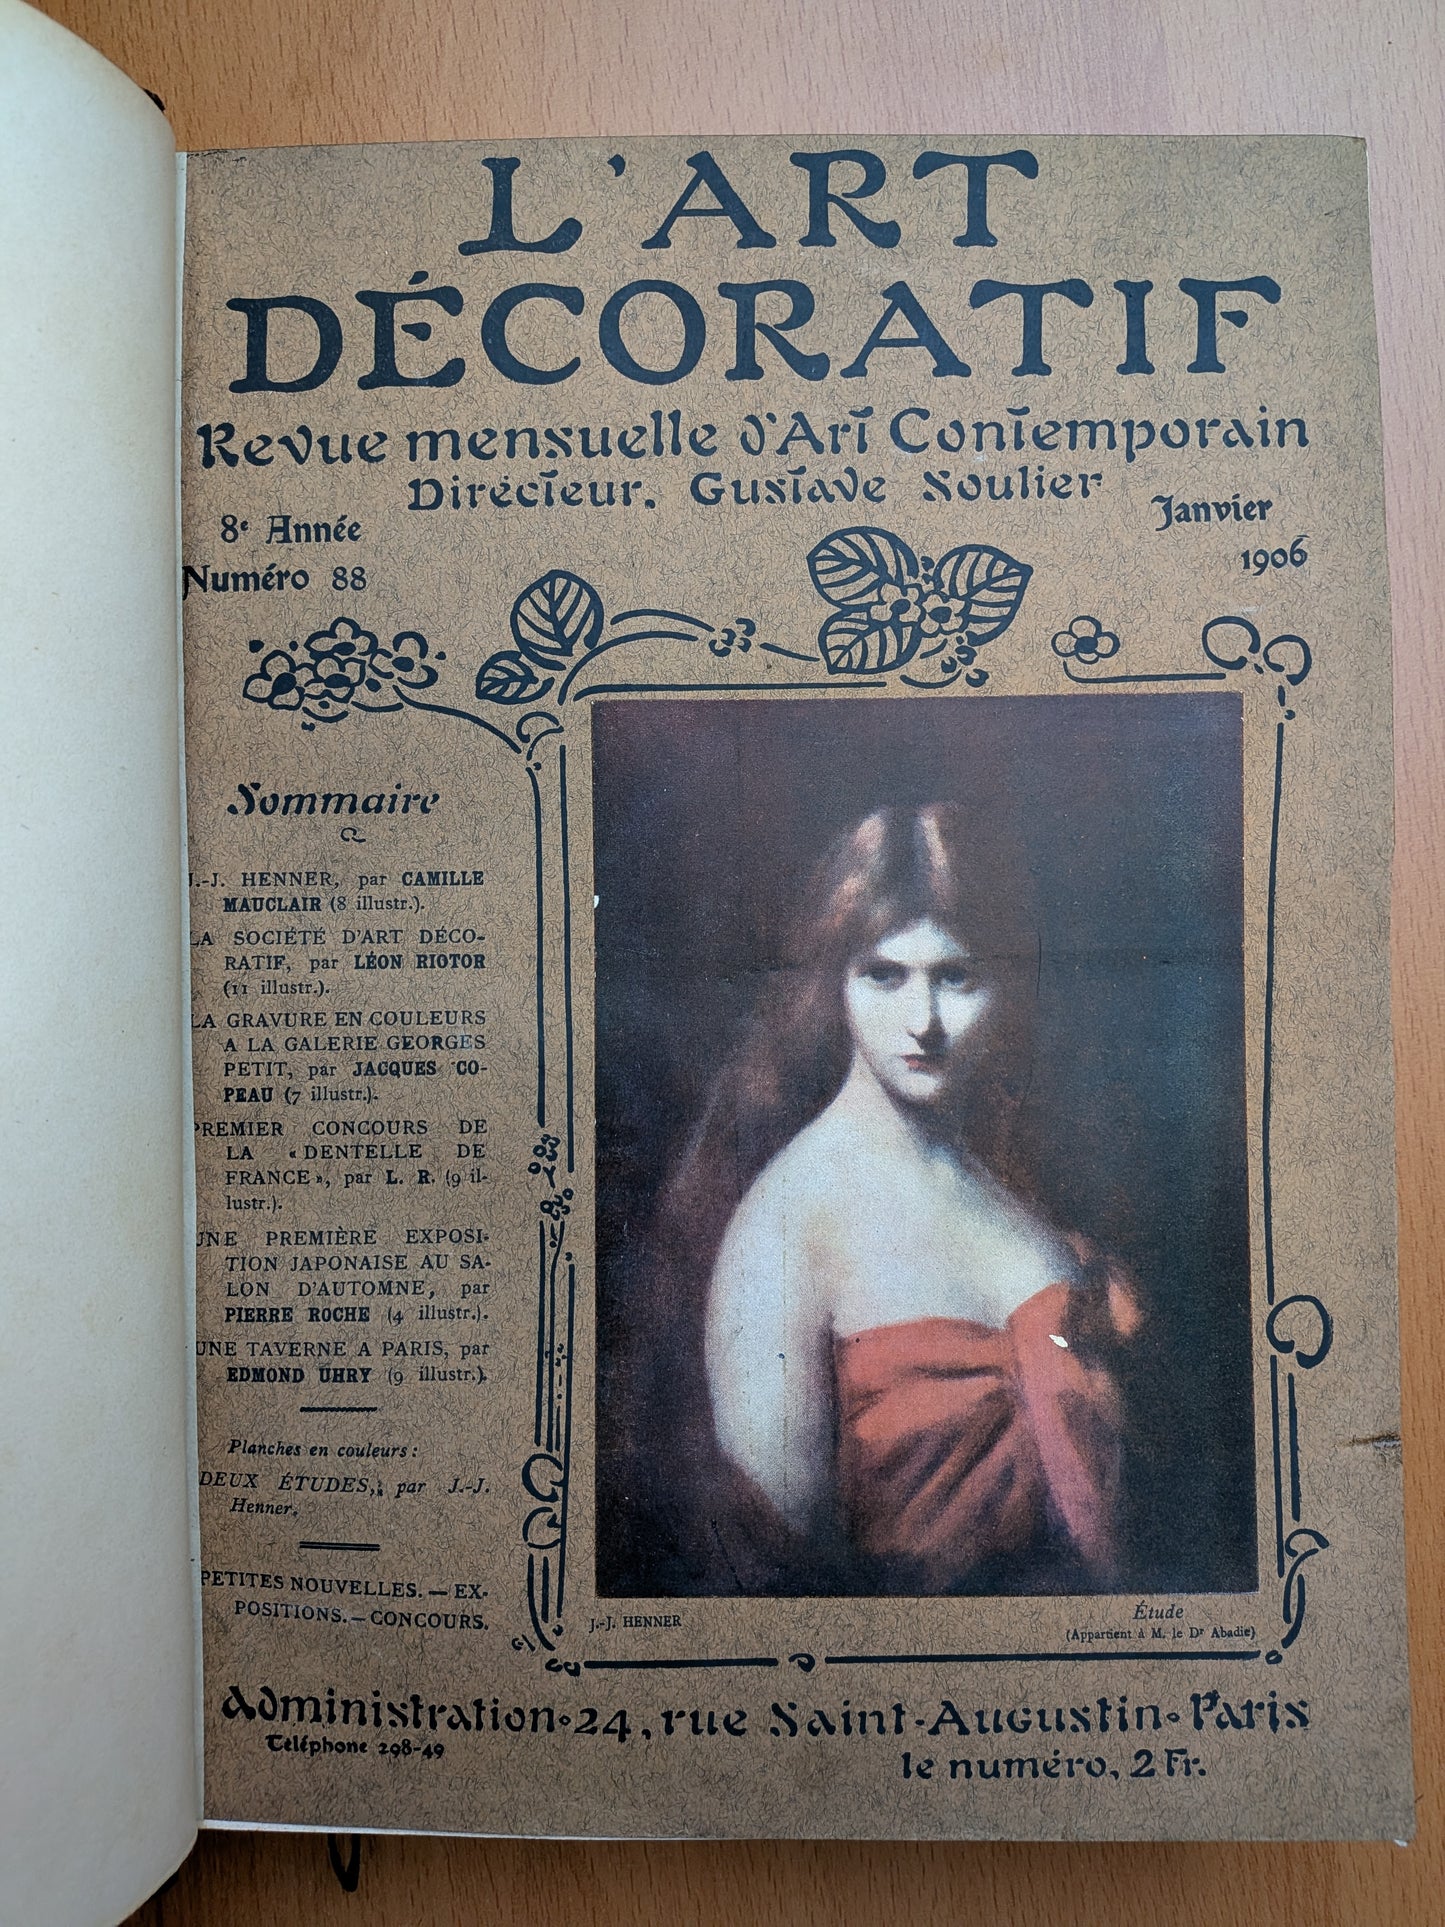 L'ART
DÉCORATIF
Revue mensuelle d'Art Contemporain
Directeur. Gustave Soulier
8e Année
Janvier
Numéro 88
1906
Sommaire
J.-J. HENNER, par CAMILLE
MAUCLAIR (8 illustr.).
LA SOCIÉTÉ D'ART DÉCO-
RATIF, par LÉON RIOTOR
(11 illustr.).
LA GRAVURE EN COULEURS
A LA GALERIE GEORGES
PETIT, par JACQUES CO-
PEAU (7 illustr.).
PREMIER CONCOURS DE
LA «DENTELLE DE
FRANCE», par L. R. (9 il-
lustr.).
UNE PREMIÈRE EXPOSI-
TION JAPONAISE AU SA-
LON D'AUTOMNE, par
PIERRE ROCHE (4 illustr.).
UNE TAVERNE A PARIS, par
EDMOND UHRY (9 illustr.).
Planches en couleurs :
DEUX ÉTUDES, par J.-J.
Henner.
PETITES NOUVELLES. — EX-
POSITIONS. — CONCOURS.
J.-J. HENNER
Étude
(Appartient à M. le Dr Abadie)
Administration • 24, rue Saint-Augustin • Paris
Téléphone 298-49
le numéro, 2 Fr.